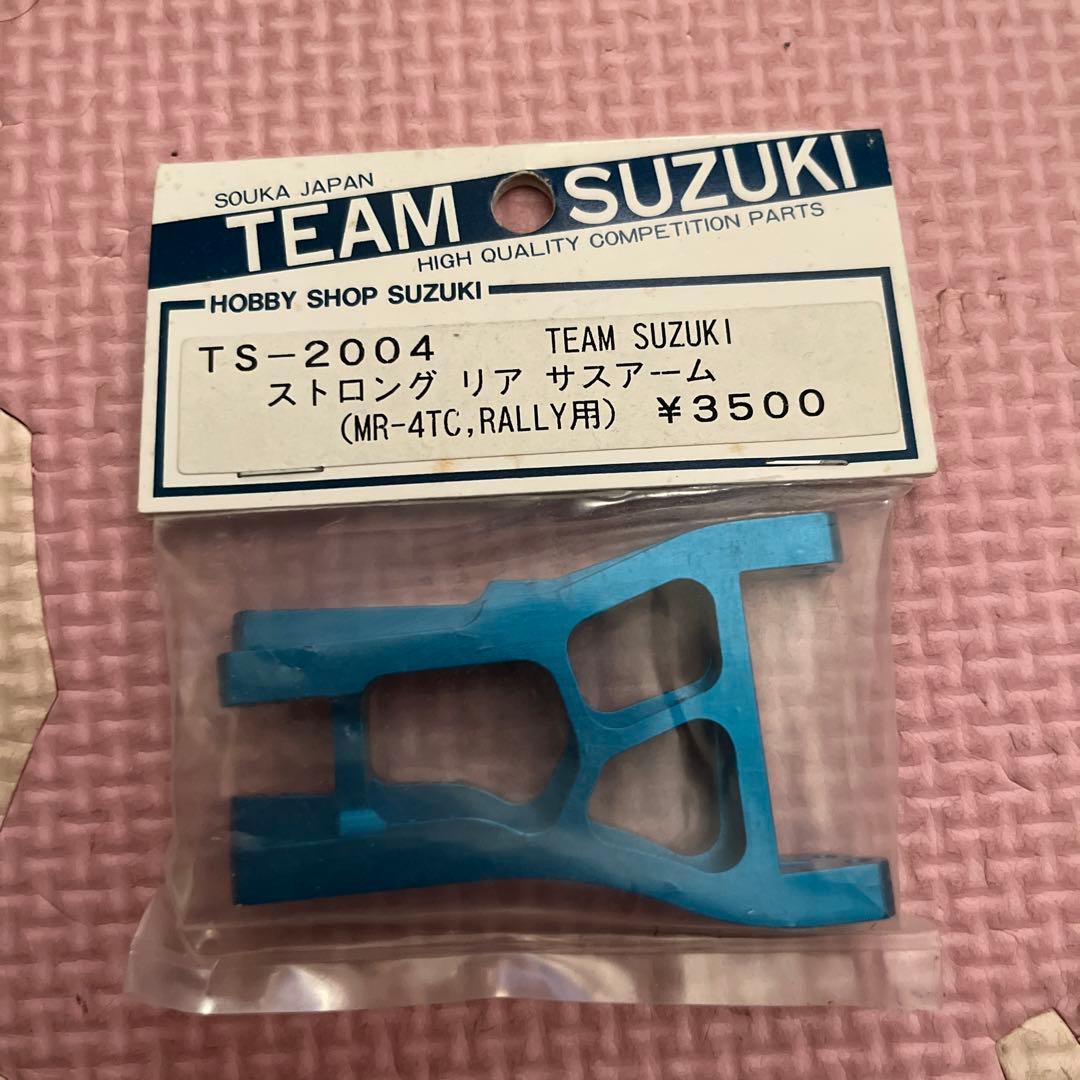 SOUKA JAPAN
TEAM SUZUKI
HIGH QUALITY COMPETITION PARTS
HOBBY SHOP SUZUKI
TS-2004 TEAM SUZUKI
ストロング リア サスアーム
(MR-4TC,RALLY用) ¥3500